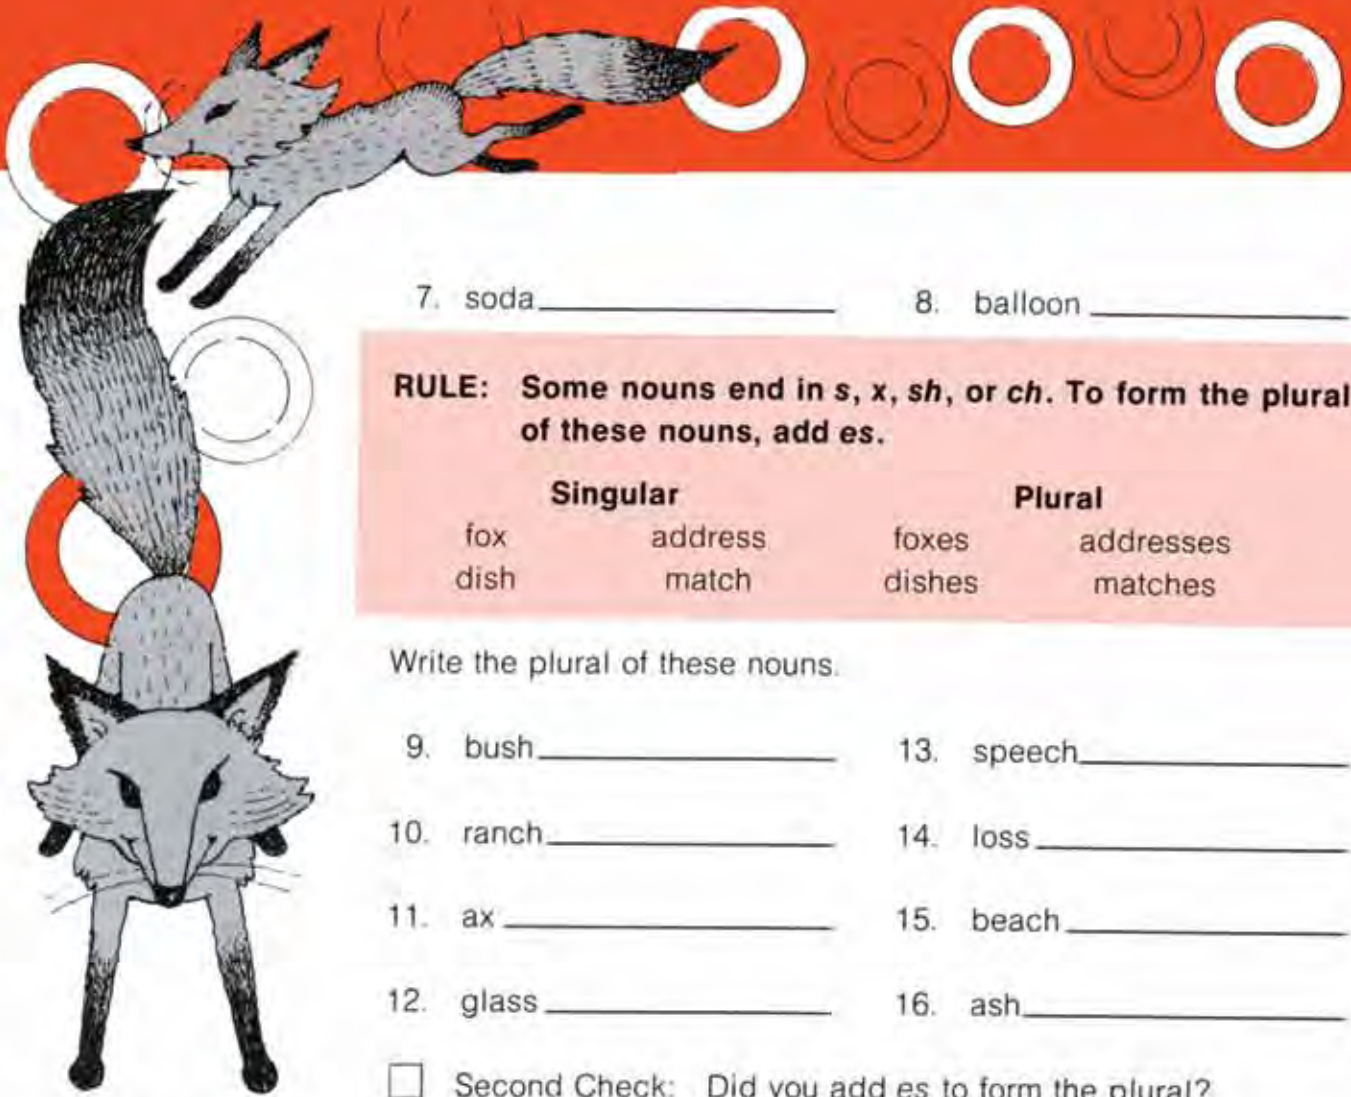 7. soda 8. balloon
RULE: Some nouns end in s, x, sh, or ch. To form the plural
of these nouns, add es.
Singular Plural
fox address foxes addresses
dish match dishes matches
Write the plural of these nouns.
9. bush 13. speech
10. ranch 14. loss
11. ax 15. beach
12. glass 16. ash
Second Check: Did you add es to form the plural?